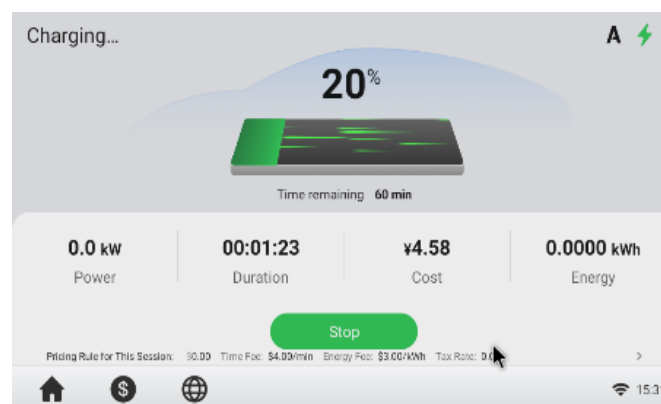 Charging...
A
20%
Time remaining 60 min
0.0 kW 00:01:23 ¥4.58 0.0000 kWh
Power Duration Cost Energy
Stop
Pricing Rule for This Session: $0.00 Time Fee: $4.00/min Energy Fee: $3.00/kWh Tax Rate:
$